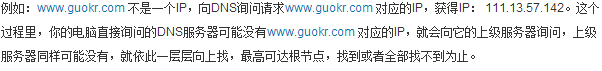 例如：www.guokr.com 不是一个IP，向DNS询问请求www.guokr.com 对应的IP，获得IP： 111.13.57.142。这个
过程里，你的电脑直接询问的DNS服务器可能没有www.guokr.com 对应的IP，就会向它的上级服务器询问，上级
服务器同样可能没有，就依此一层层向上找，最高可达根节点，找到或者全部找不到为止。